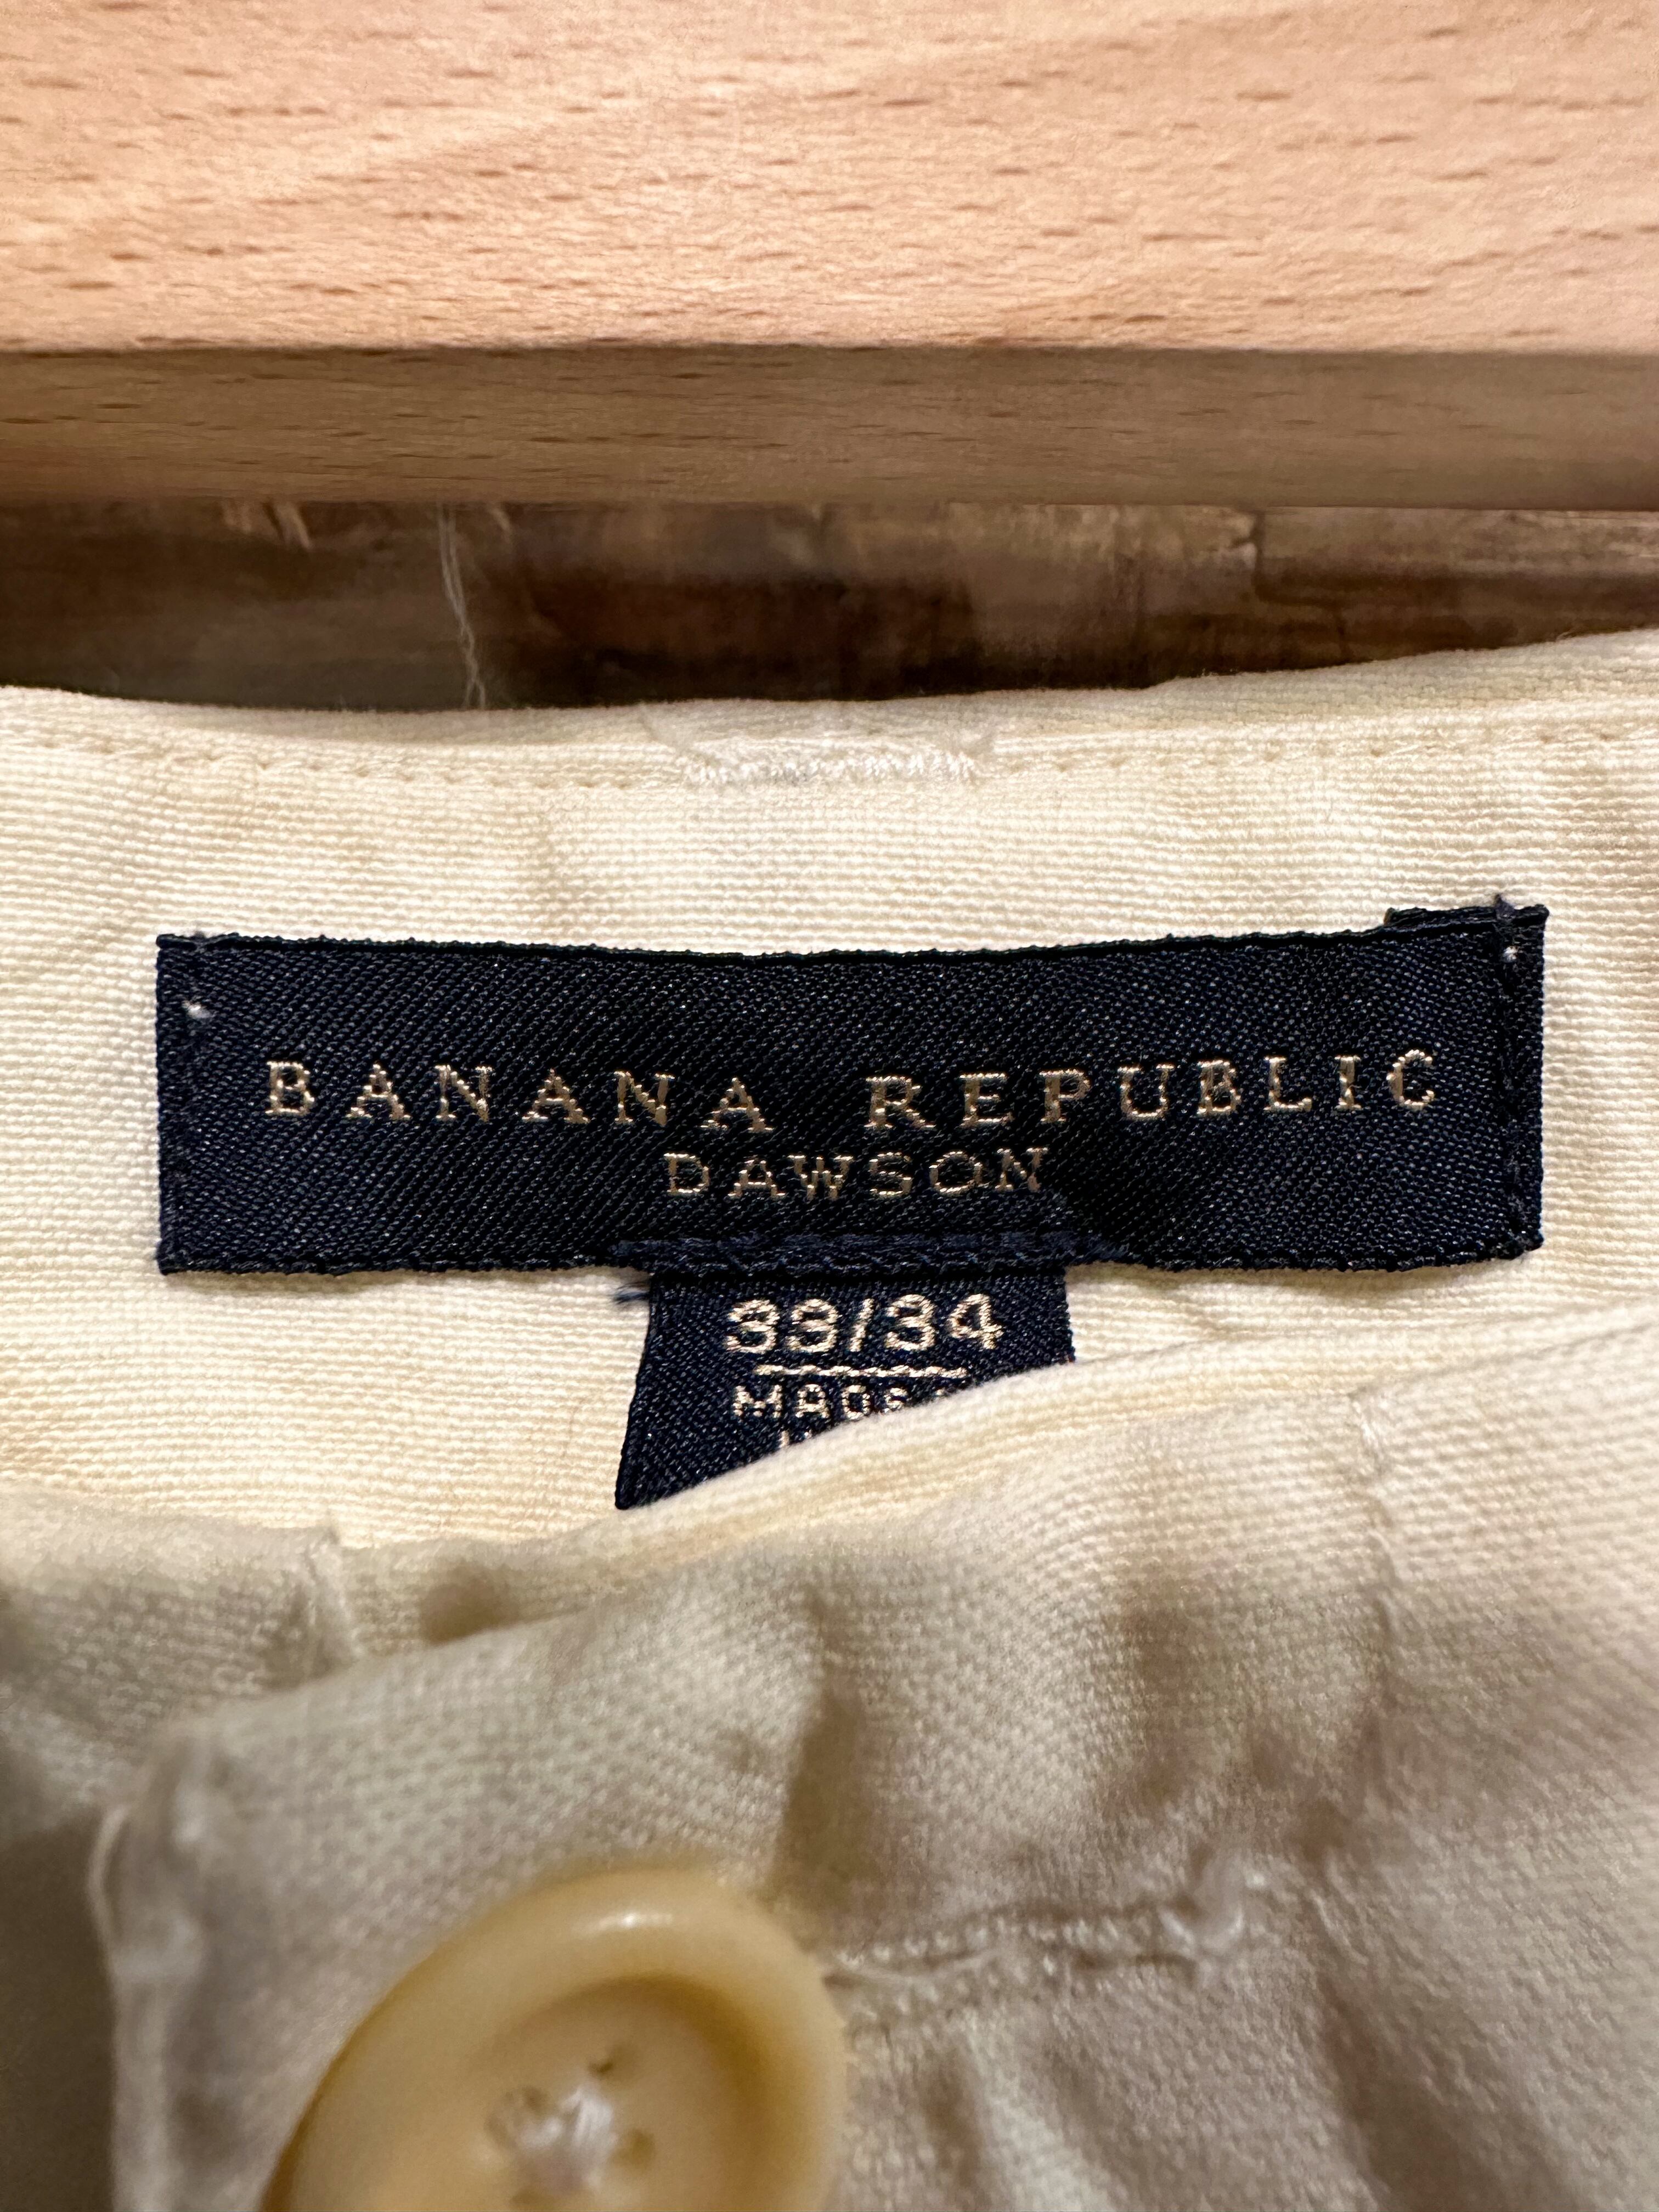 BANANA REPUBLIC
DAWSON
33/34